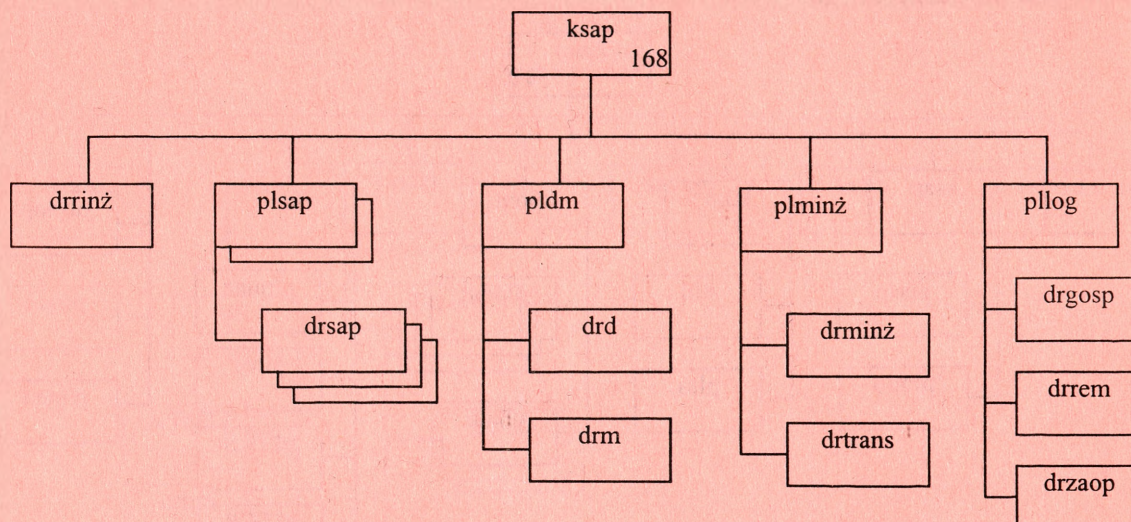 ksap
168
drrinż
plsap
pldm
plminż
pllog
drsap
drd
drminż
drgosp
drm
drtrans
drrem
drzaop